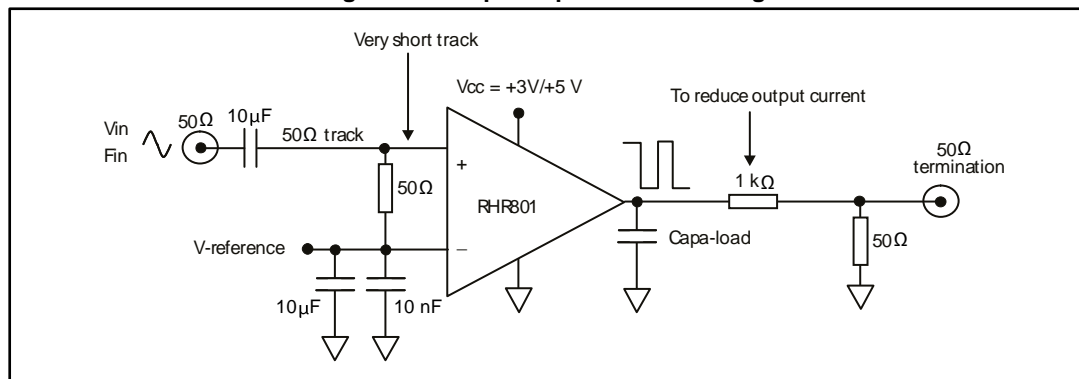 Very short track
Vcc = +3V/+5 V
To reduce output current
Vin
Fin
50Ω
10µF
50Ω track
50Ω
termination
+
50Ω
RHR801
1 kΩ
V-reference
−
Capa-load
50Ω
10µF
10 nF